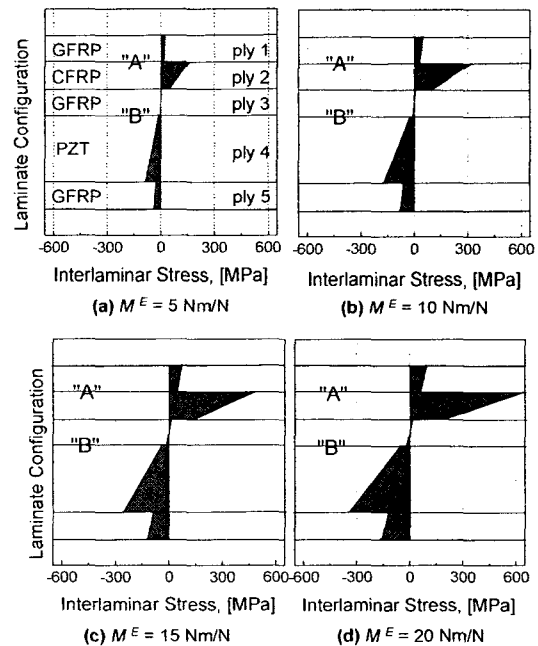 Laminate Configuration
GFRP "A" ply 1
CFRP ply 2
GFRP "B" ply 3
PZT ply 4
GFRP ply 5
-600 -300 0 300 600
Interlaminar Stress, [MPa]
(a) M E = 5 Nm/N
"A"
"B"
-600 -300 0 300 600
Interlaminar Stress, [MPa]
(b) M E = 10 Nm/N
Laminate Configuration
"A"
"B"
-600 -300 0 300 600
Interlaminar Stress, [MPa]
(c) M E = 15 Nm/N
"A"
"B"
-600 -300 0 300 600
Interlaminar Stress, [MPa]
(d) M E = 20 Nm/N